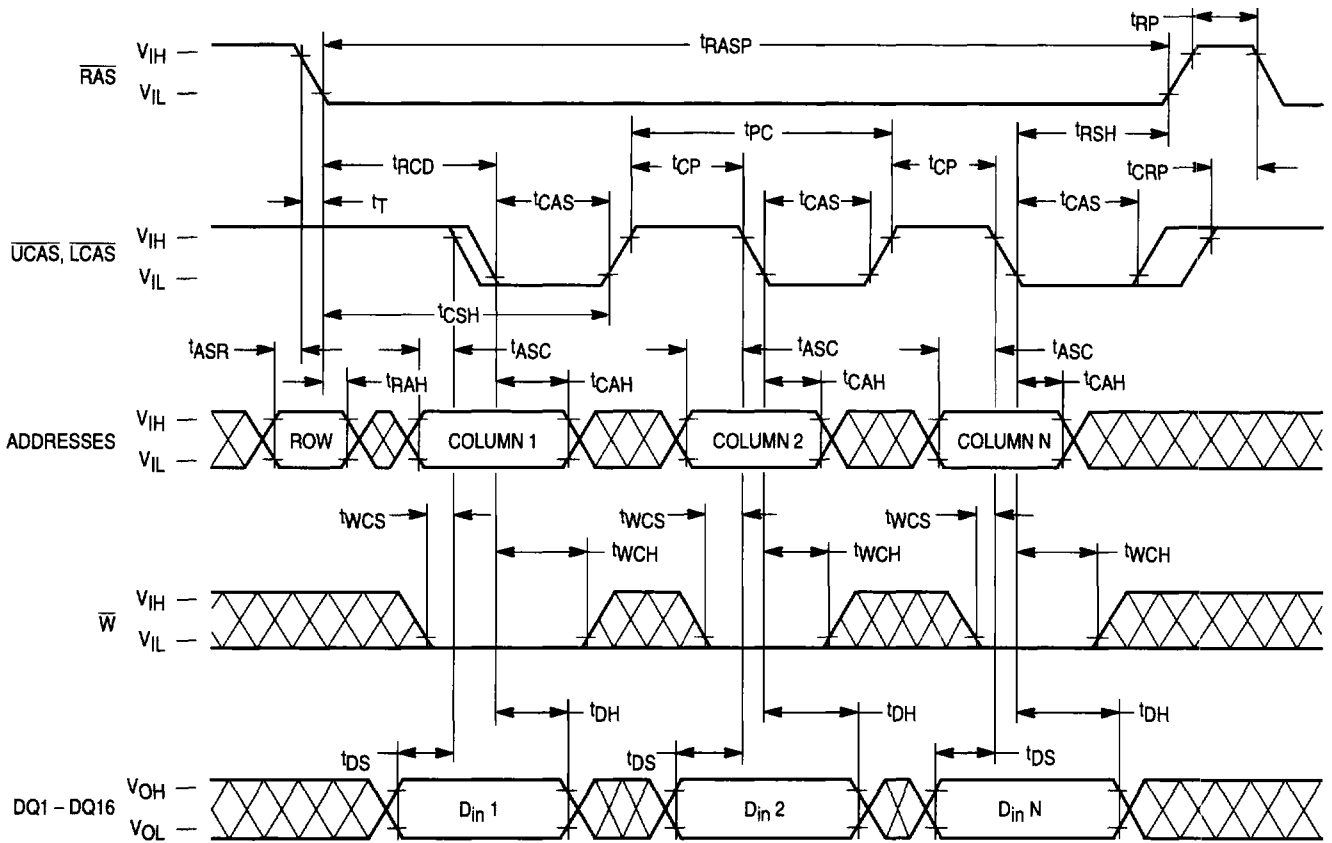 tRP
VIH
tRASP
RAS
VIL
tPC
tRSH
tRCD
tCP
tCP
tCRP
tT
tCAS
tCAS
tCAS
VIH
UCAS, LCAS
VIL
tCSH
tASR
tASC
tASC
tASC
tRAH
tCAH
tCAH
tCAH
VIH
ADDRESSES
ROW
COLUMN 1
COLUMN 2
COLUMN N
VIL
tWCS
tWCS
tWCS
tWCH
tWCH
tWCH
VIH
W
VIL
tDH
tDH
tDH
tDS
tDS
tDS
VOH
DQ1 – DQ16
Din 1
Din 2
Din N
VOL